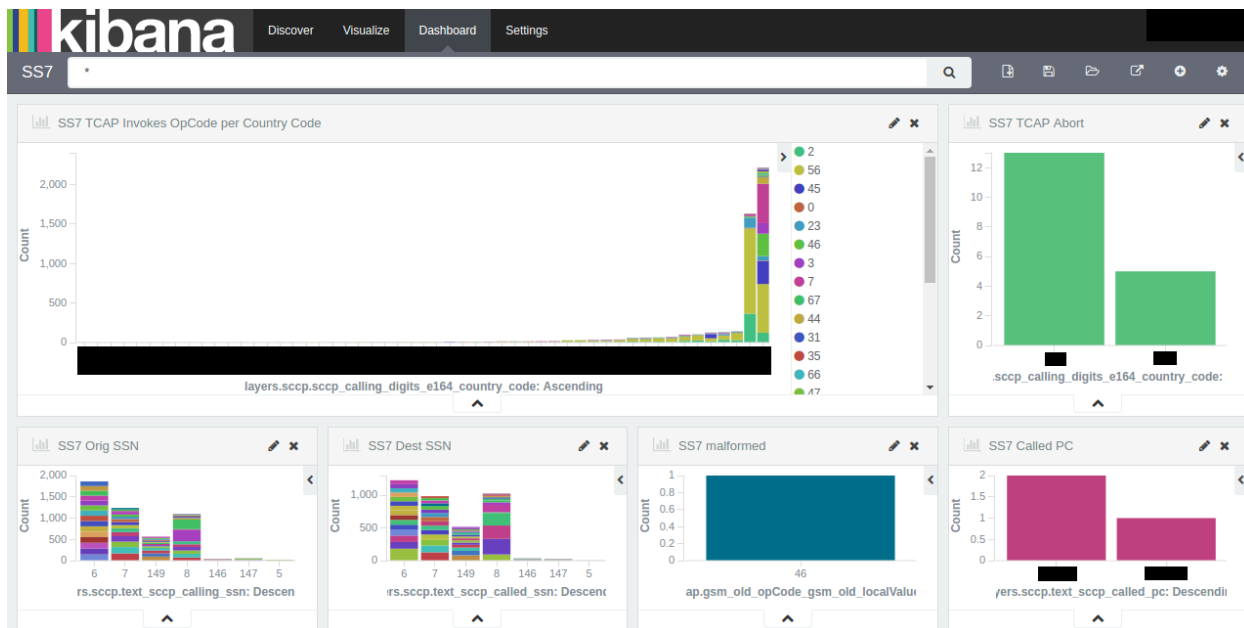 kibana
Discover Visualize Dashboard Settings
SS7 *
SS7 TCAP Invokes OpCode per Country Code
Count
2,000
1,500
1,000
500
0
2
56
45
0
23
46
3
7
67
44
31
35
66
47
layers.sccp.sccp_calling_digits_e164_country_code: Ascending
SS7 TCAP Abort
Count
12
10
8
6
4
2
0
.sccp_calling_digits_e164_country_code:
SS7 Orig SSN
Count
2,000
1,500
1,000
500
0
6 7 149 8 146 147 5
rs.sccp.text_sccp_calling_ssn: Descen
SS7 Dest SSN
Count
1,000
500
0
6 7 149 8 146 147 5
ers.sccp.text_sccp_called_ssn: Descenc
SS7 malformed
Count
1
0.8
0.6
0.4
0.2
0
46
ap.gsm_old_opCode_gsm_old_localValue
SS7 Called PC
Count
2
1.5
1
0.5
0
yers.sccp.text_sccp_called_pc: Descendin